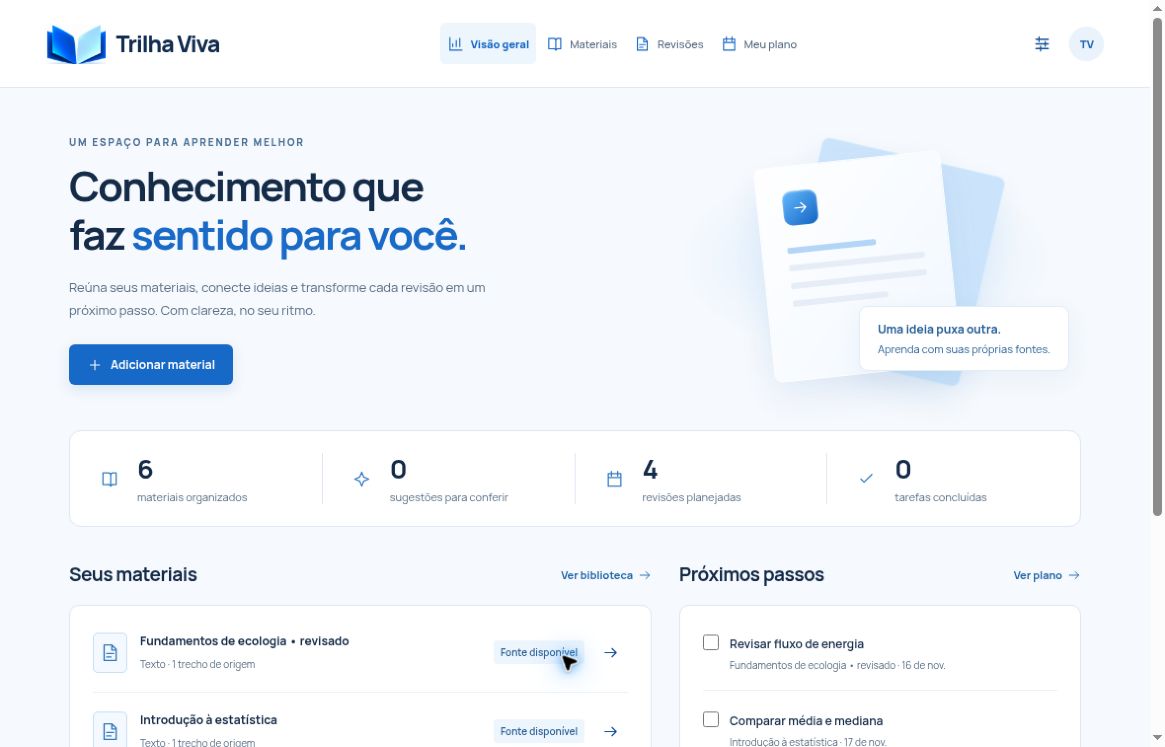 Trilha Viva
Visão geral
Materiais
Revisões
Meu plano
TV
UM ESPAÇO PARA APRENDER MELHOR
Conhecimento que
faz sentido para você.
Reúna seus materiais, conecte ideias e transforme cada revisão em um
próximo passo. Com clareza, no seu ritmo.
Adicionar material
Uma ideia puxa outra.
Aprenda com suas próprias fontes.
6
materiais organizados
0
sugestões para conferir
4
revisões planejadas
0
tarefas concluídas
Seus materiais
Ver biblioteca
Fundamentos de ecologia • revisado
Texto · 1 trecho de origem
Fonte disponível
Introdução à estatística
Texto · 1 trecho de origem
Fonte disponível
Próximos passos
Ver plano
Revisar fluxo de energia
Fundamentos de ecologia • revisado · 16 de nov.
Comparar média e mediana
Introdução à estatística · 17 de nov.